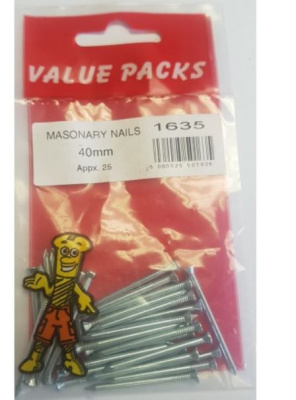 VALUE PACKS
MASONARY NAILS 1635
40mm
Appx. 25